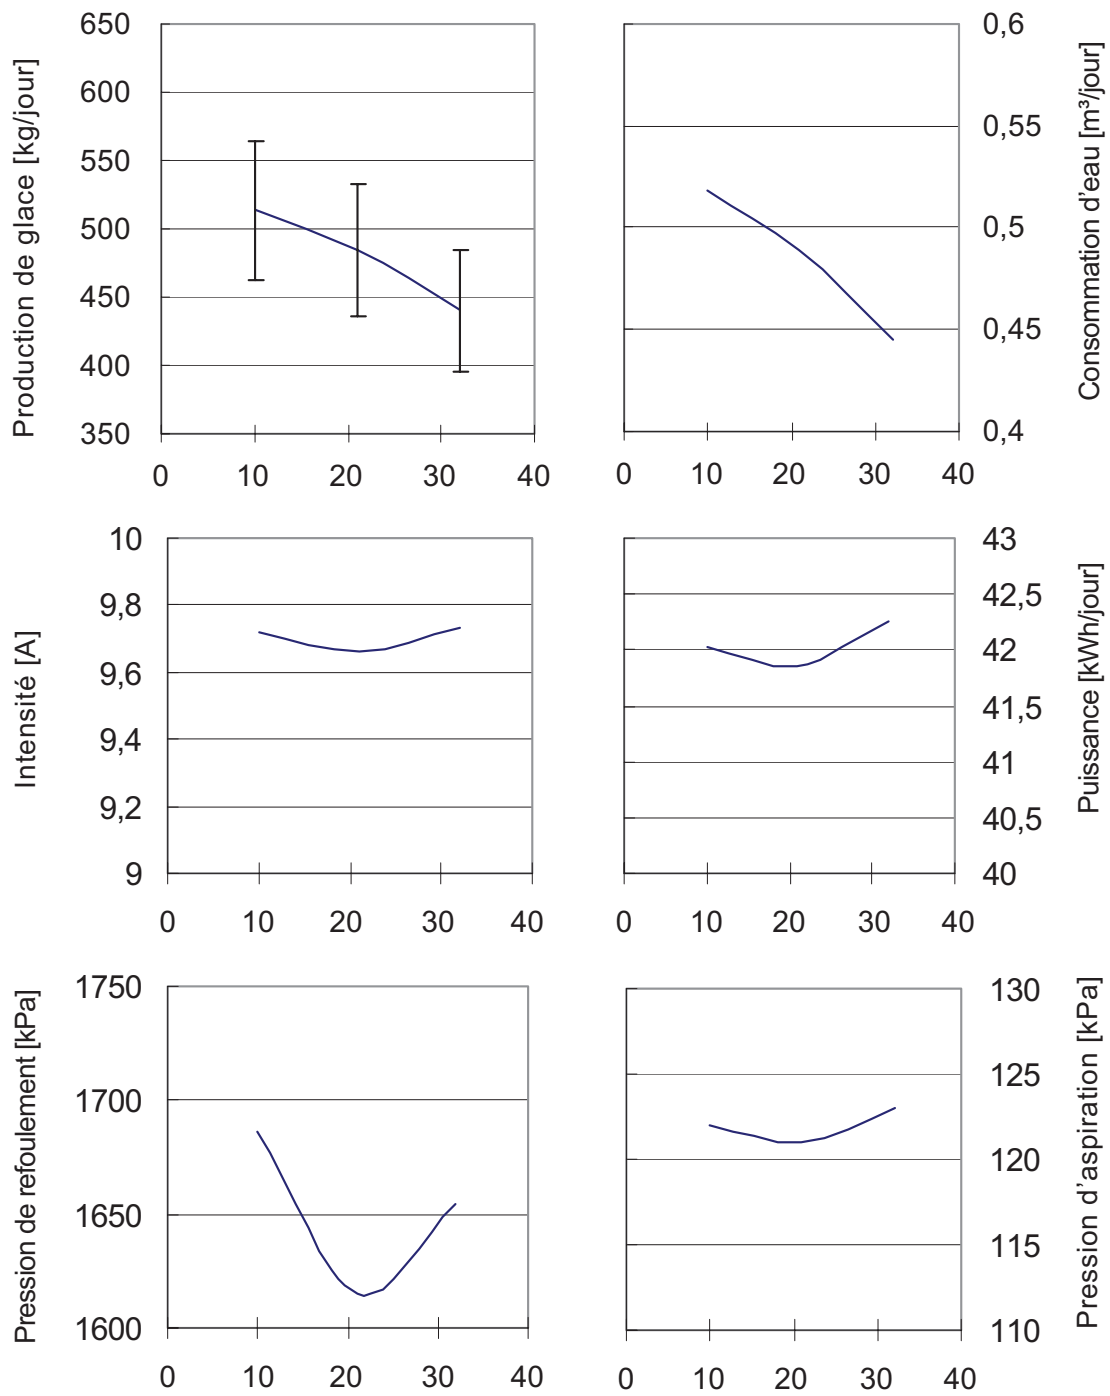 Production de glace [kg/jour]
650
600
550
500
450
400
350
0 10 20 30 40
Consommation d'eau [m³/jour]
0,6
0,55
0,5
0,45
0,4
0 10 20 30 40
Intensité [A]
10
9,8
9,6
9,4
9,2
9
0 10 20 30 40
Puissance [kWh/jour]
43
42,5
42
41,5
41
40,5
40
0 10 20 30 40
Pression de refoulement [kPa]
1750
1700
1650
1600
0 10 20 30 40
Pression d'aspiration [kPa]
130
125
120
115
110
0 10 20 30 40